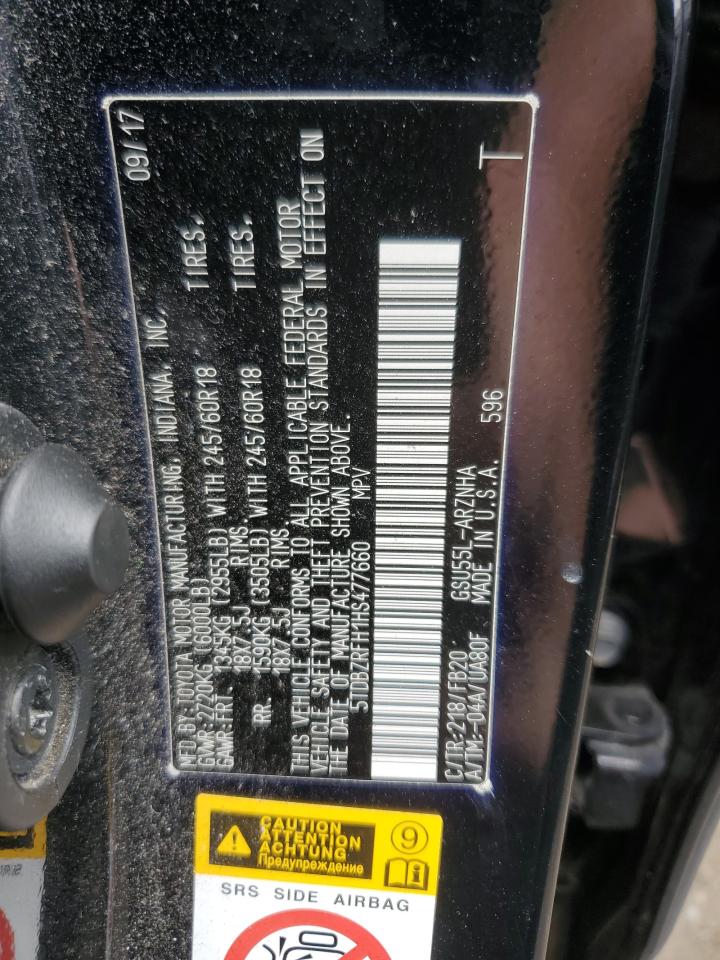 MFD.BY:TOYOTA MOTOR MANUFACTURING, INDIANA, INC. 09/17
GVWR 2720KG(6000LB)
GAWR FRT. 1345KG (2955LB) WITH 245/60R18 TIRES.
18X7.5J RIMS.
RR. 1590KG (3505LB) WITH 245/60R18 TIRES.
18X7.5J RIMS
THIS VEHICLE CONFORMS TO ALL APPLICABLE FEDERAL MOTOR
VEHICLE SAFETY AND THEFT PREVENTION STANDARDS IN EFFECT ON
THE DATE OF MANUFACTURE SHOWN ABOVE.
5TDBZRFH1HS477660 MPV
C/TR:218/FB20 GSU55L-ARZNHA
A/TM-04A/UA80F MADE IN U.S.A. 596
T
CAUTION
ATTENTION
ACHTUNG
Предупреждение
9
SRS SIDE AIRBAG